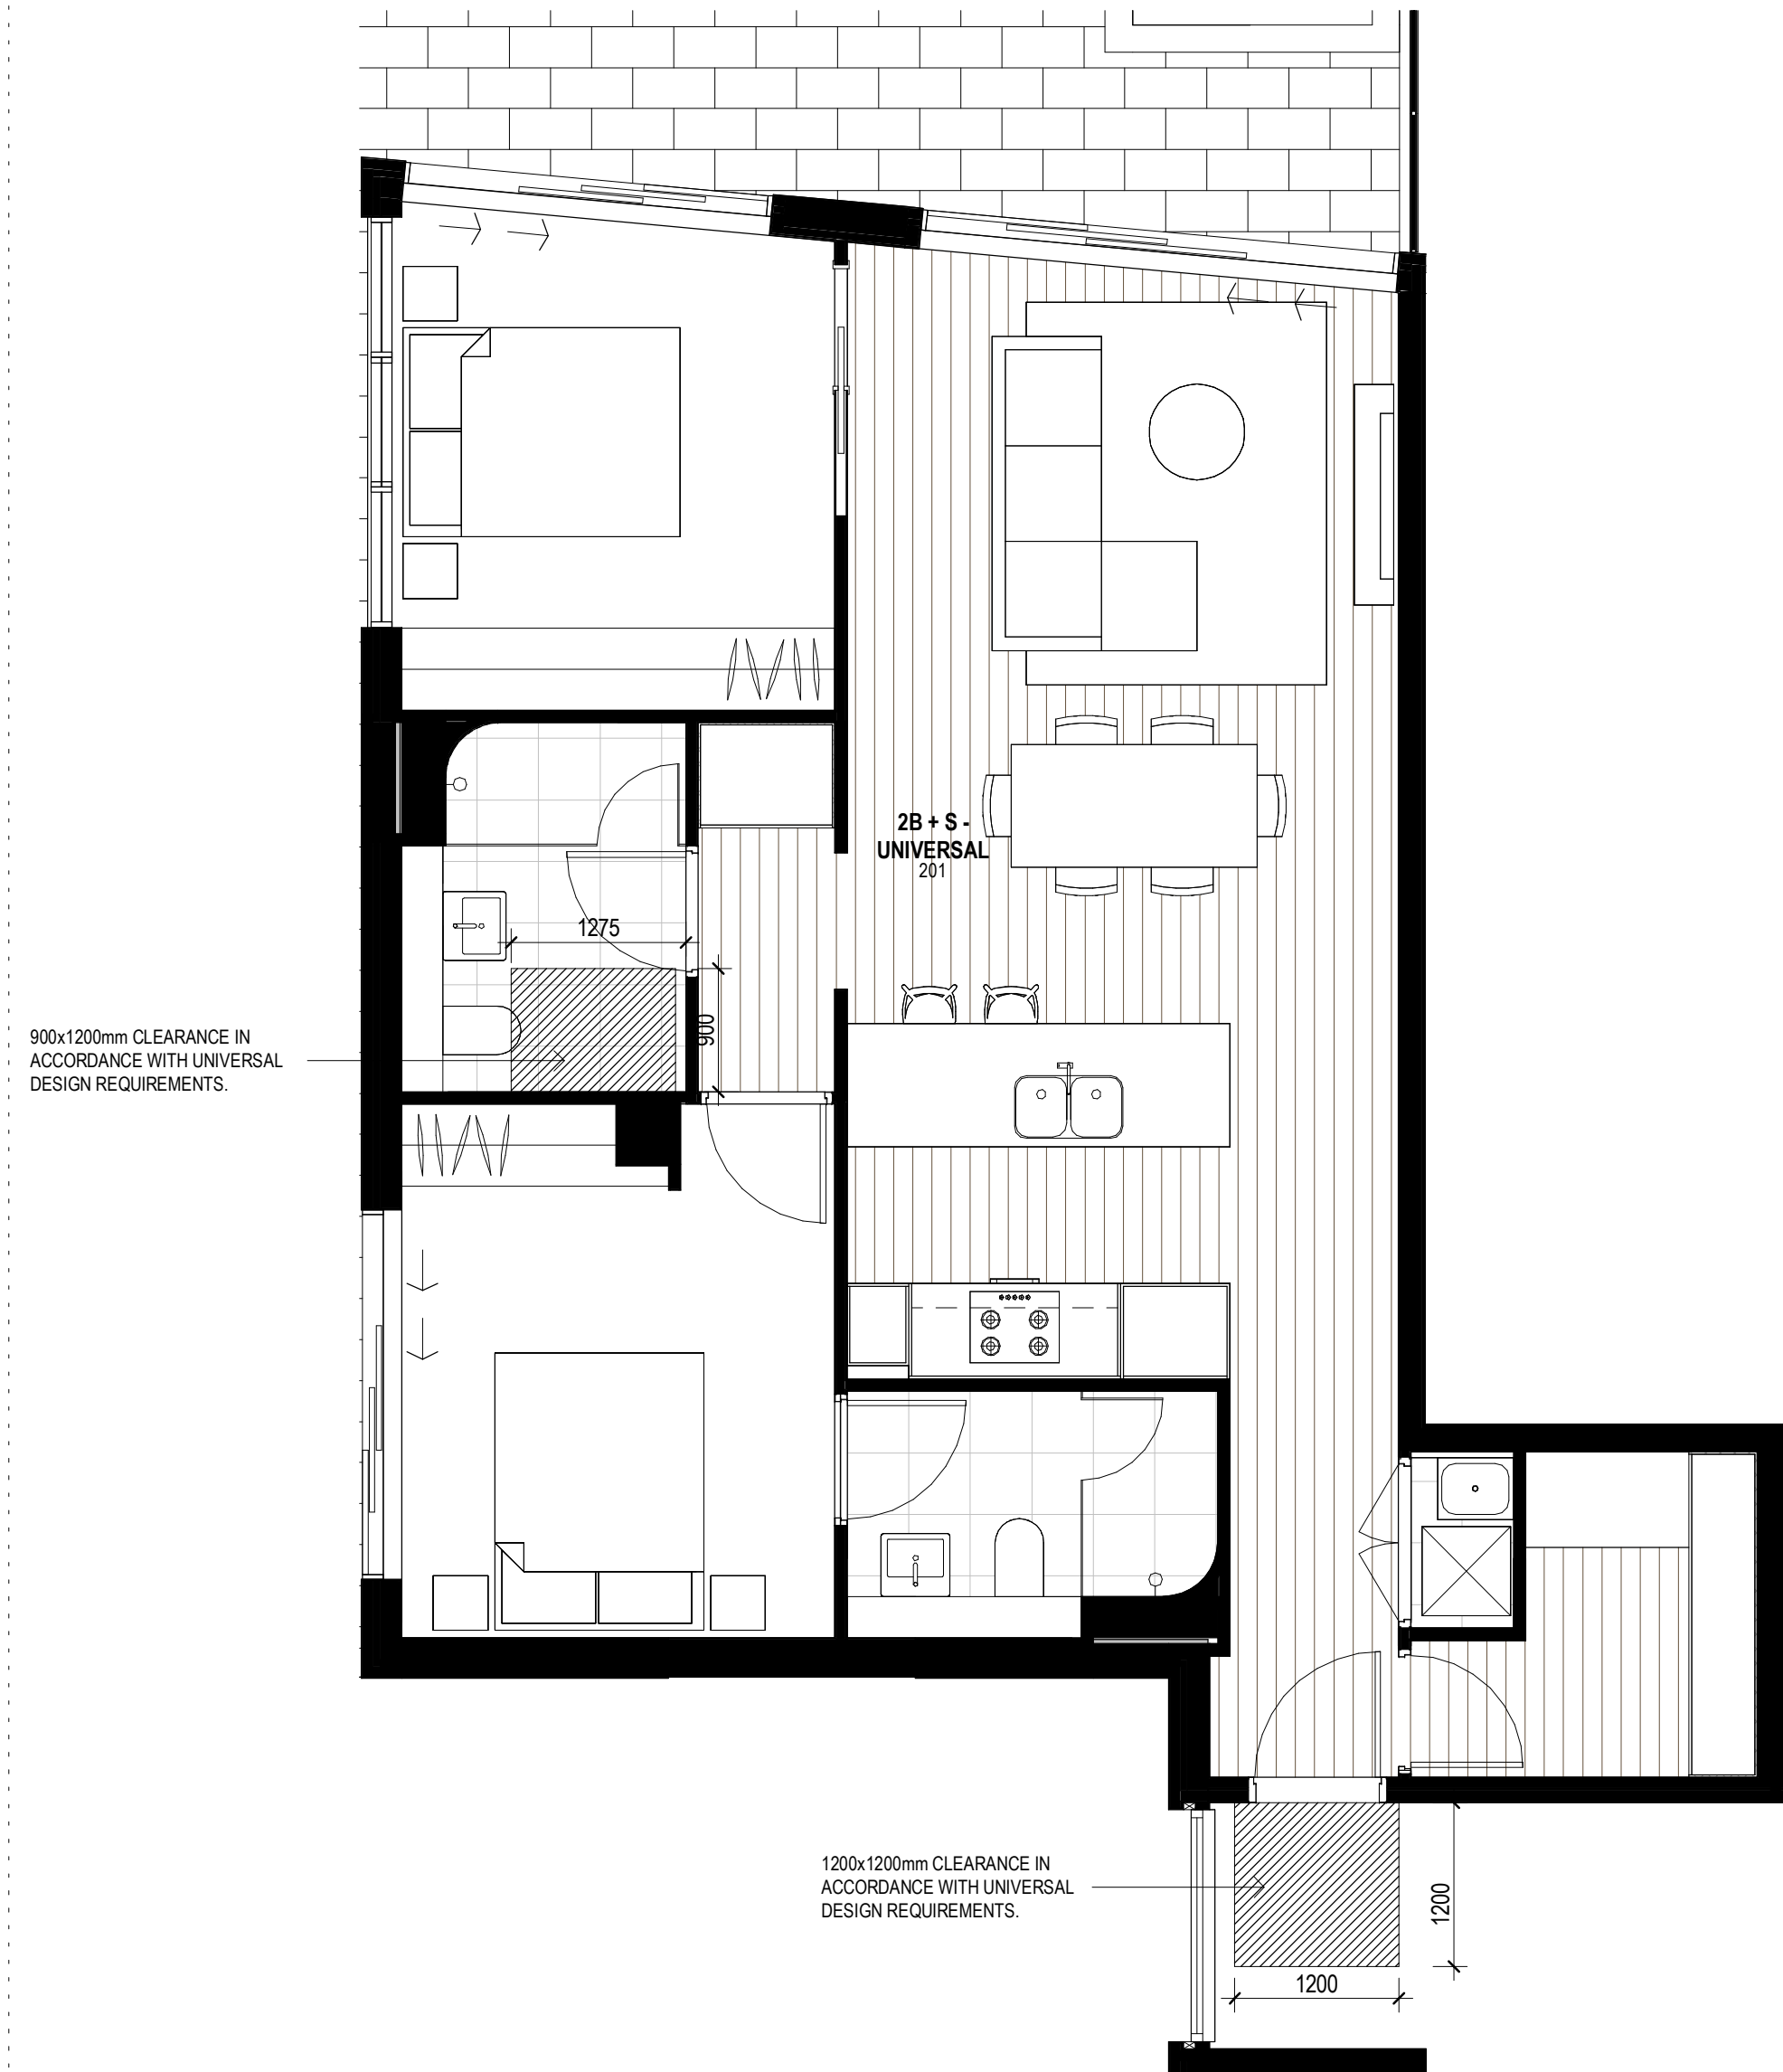 2B + S -
UNIVERSAL
201
1275
900
900x1200mm CLEARANCE IN
ACCORDANCE WITH UNIVERSAL
DESIGN REQUIREMENTS.
1200x1200mm CLEARANCE IN
ACCORDANCE WITH UNIVERSAL
DESIGN REQUIREMENTS.
1200
1200